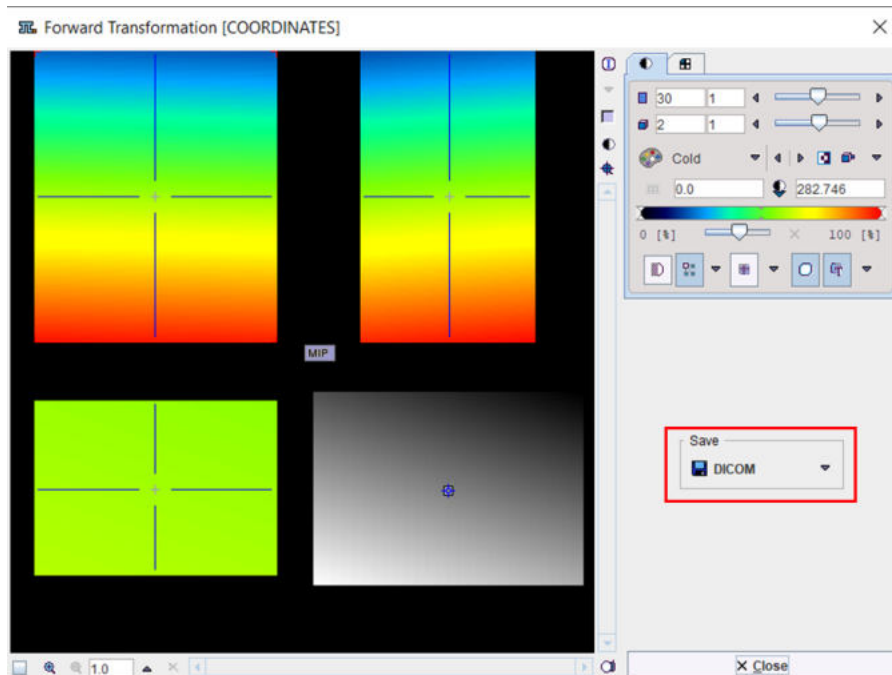 Forward Transformation [COORDINATES]
30 1
2 1
Cold
0.0 282.746
0 [%] 100 [%]
MIP
Save
DICOM
1.0
Close